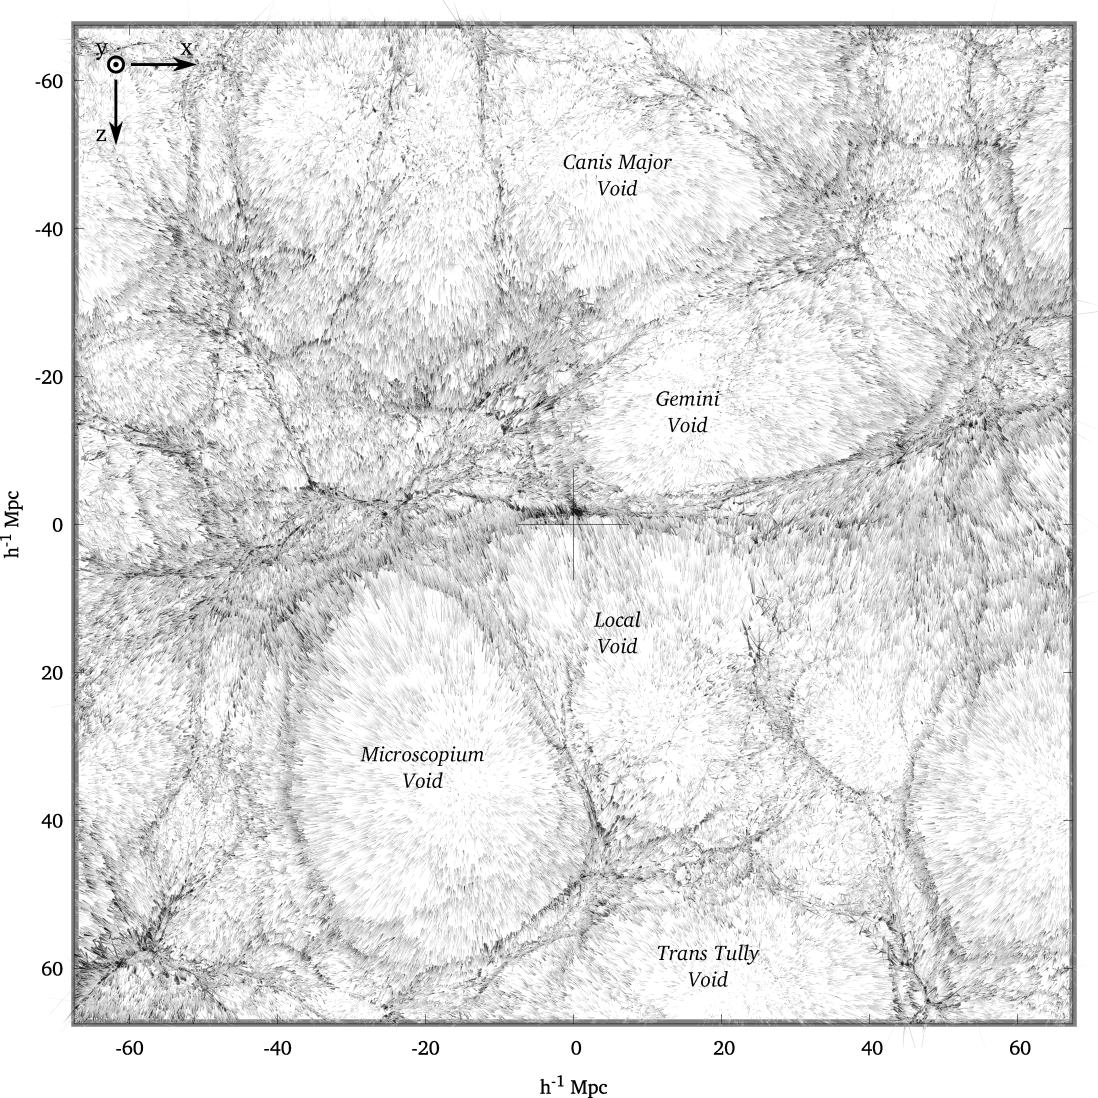 y
x
z
-60
-40
-20
0
20
40
60
h⁻¹ Mpc
Canis Major
Void
Gemini
Void
Local
Void
Microscopium
Void
Trans Tully
Void
-60
-40
-20
0
20
40
60
h⁻¹ Mpc